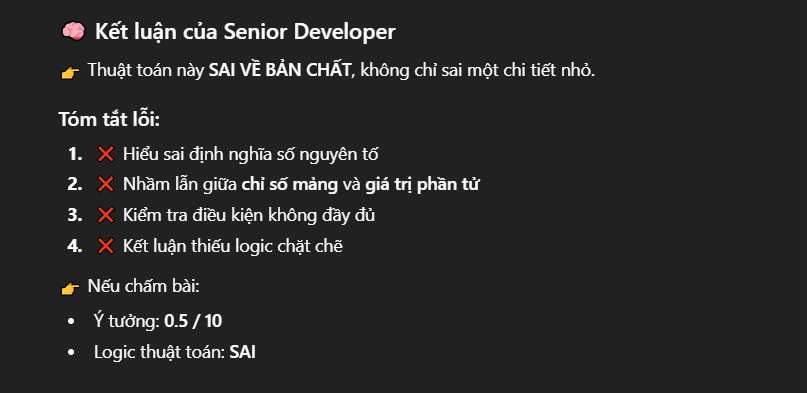 🧠 Kết luận của Senior Developer
👉 Thuật toán này SAI VỀ BẢN CHẤT, không chỉ sai một chi tiết nhỏ.
Tóm tắt lỗi:
1. ❌ Hiểu sai định nghĩa số nguyên tố
2. ❌ Nhầm lẫn giữa chỉ số mảng và giá trị phần tử
3. ❌ Kiểm tra điều kiện không đầy đủ
4. ❌ Kết luận thiếu logic chặt chẽ
👉 Nếu chấm bài:
• Ý tưởng: 0.5 / 10
• Logic thuật toán: SAI